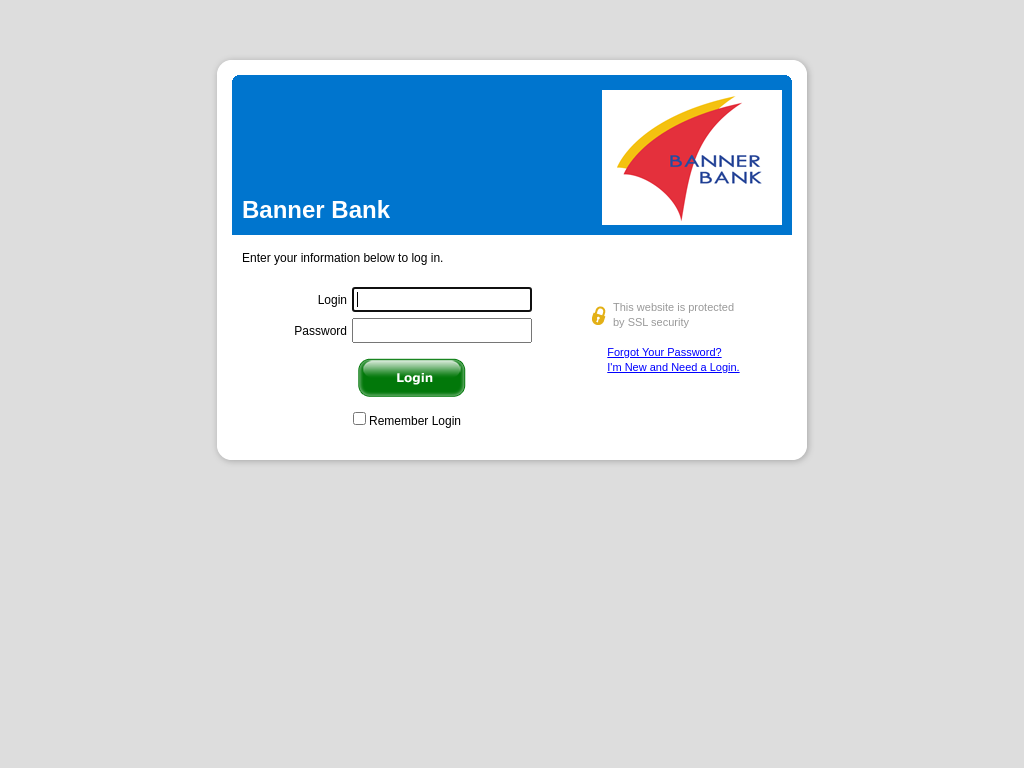 BANNER
BANK
Banner Bank
Enter your information below to log in.
Login
Password
Login
Remember Login
This website is protected
by SSL security
Forgot Your Password?
I'm New and Need a Login.